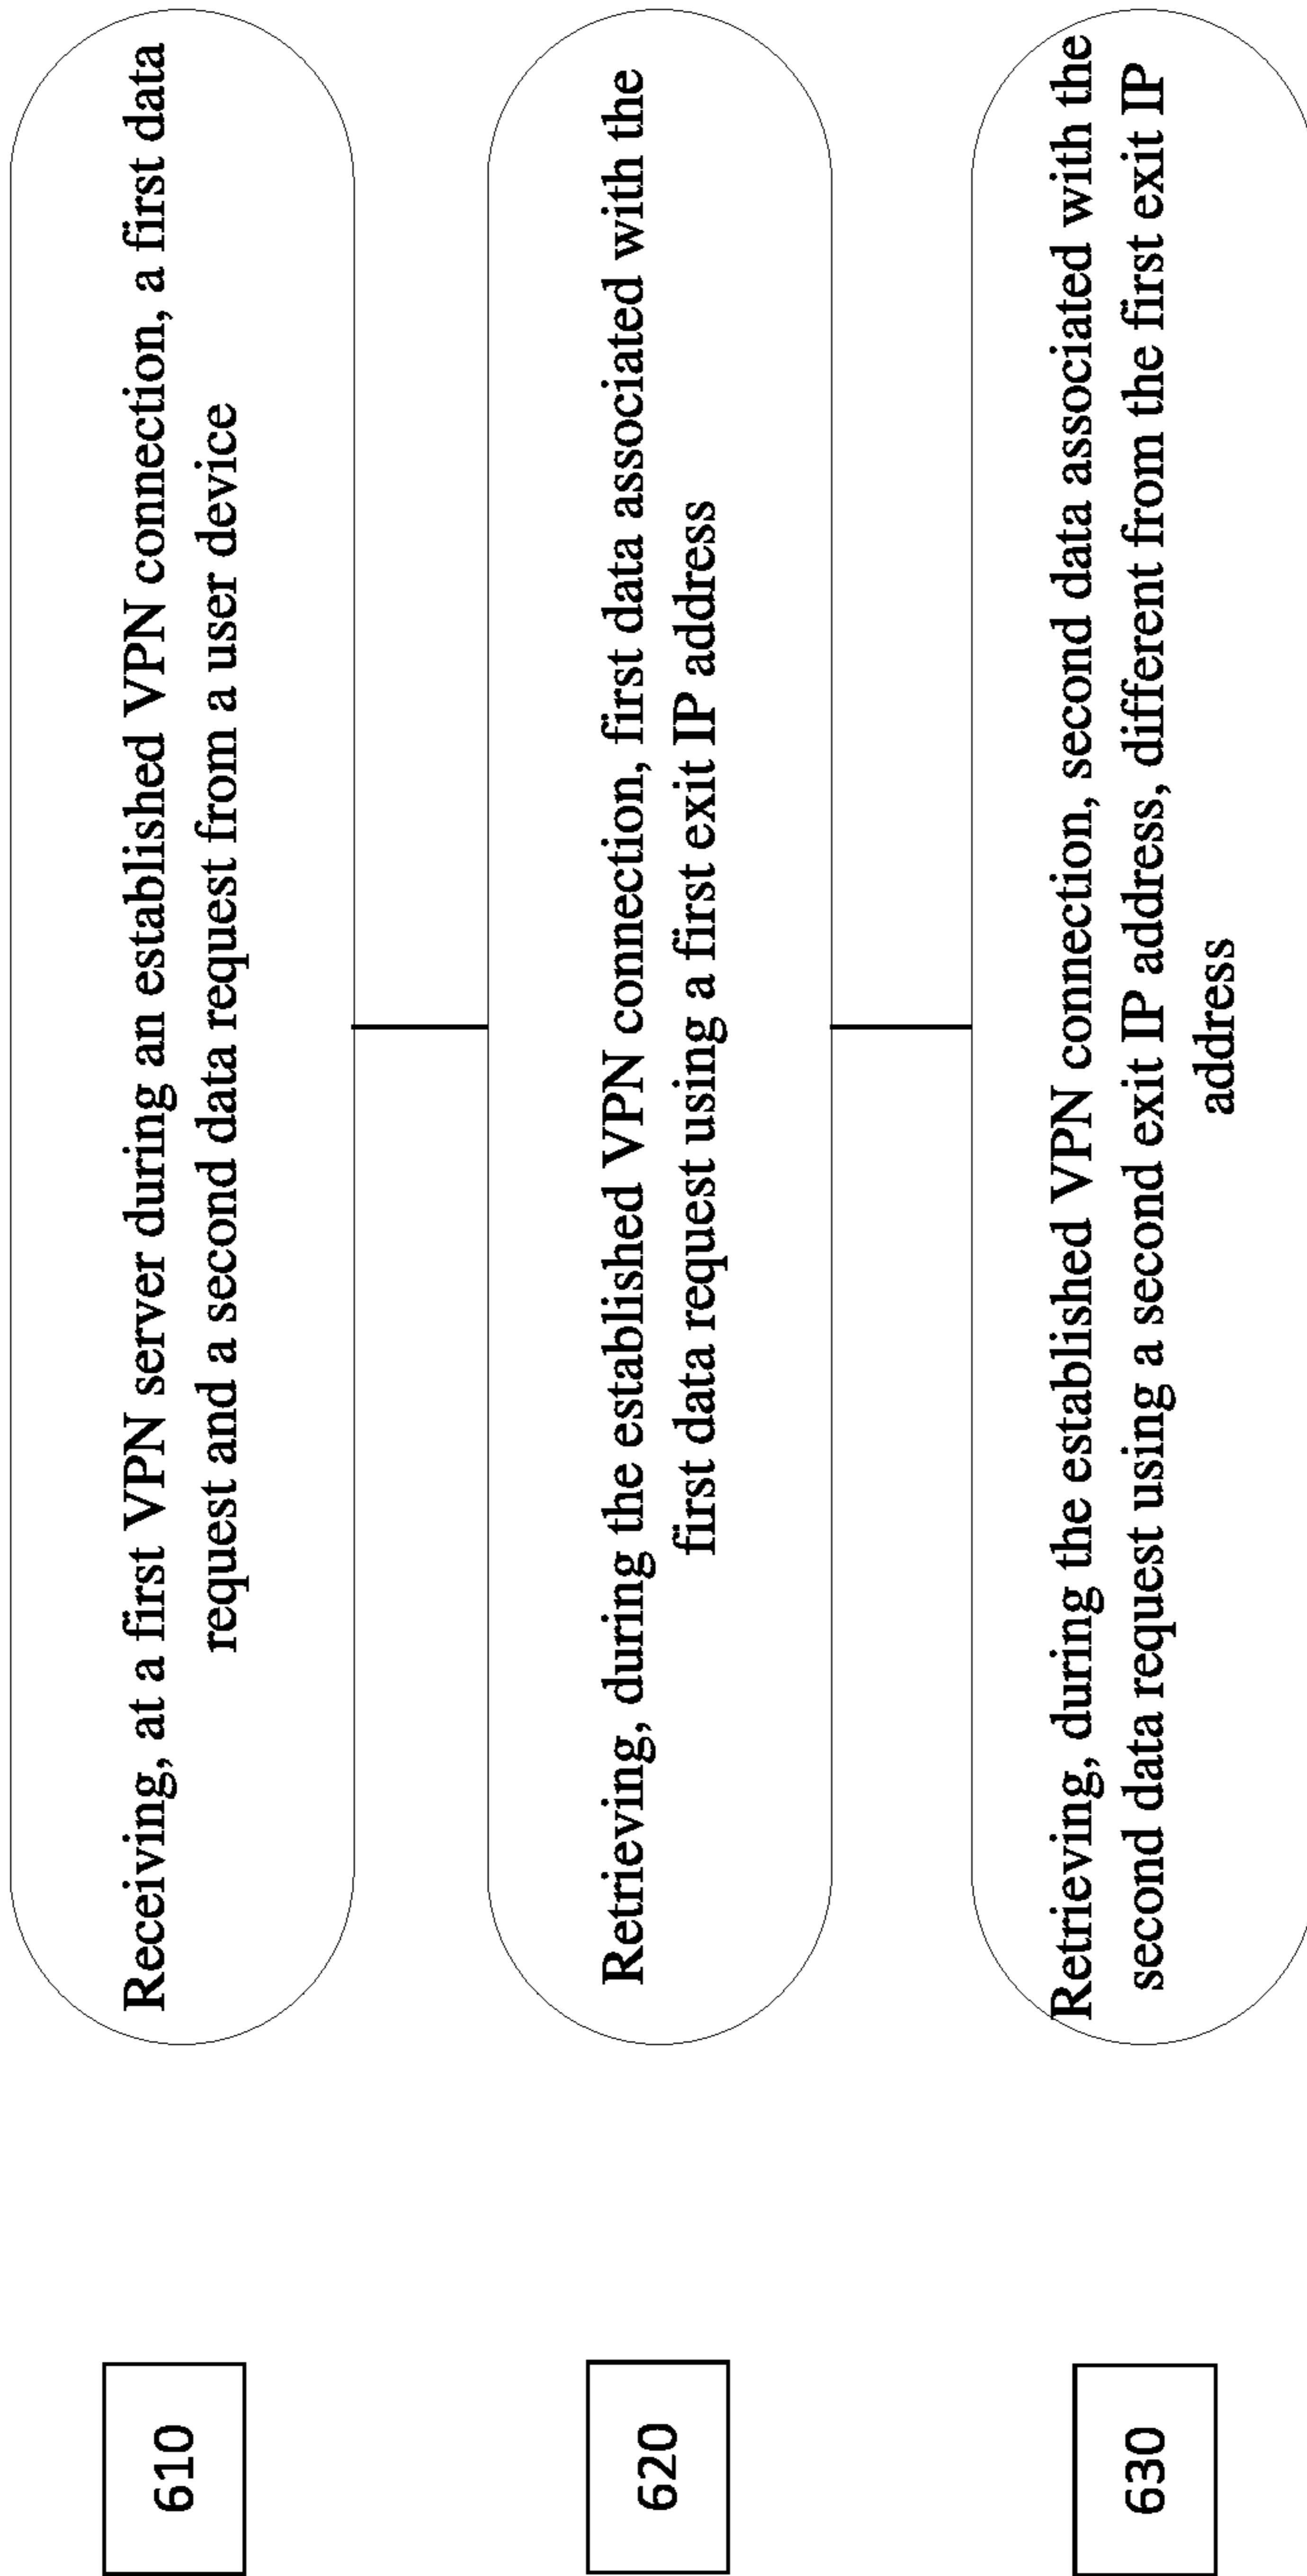 610
Receiving, at a first VPN server during an established VPN connection, a first data
request and a second data request from a user device
620
Retrieving, during the established VPN connection, first data associated with the
first data request using a first exit IP address
630
Retrieving, during the established VPN connection, second data associated with the
second data request using a second exit IP address, different from the first exit IP
address